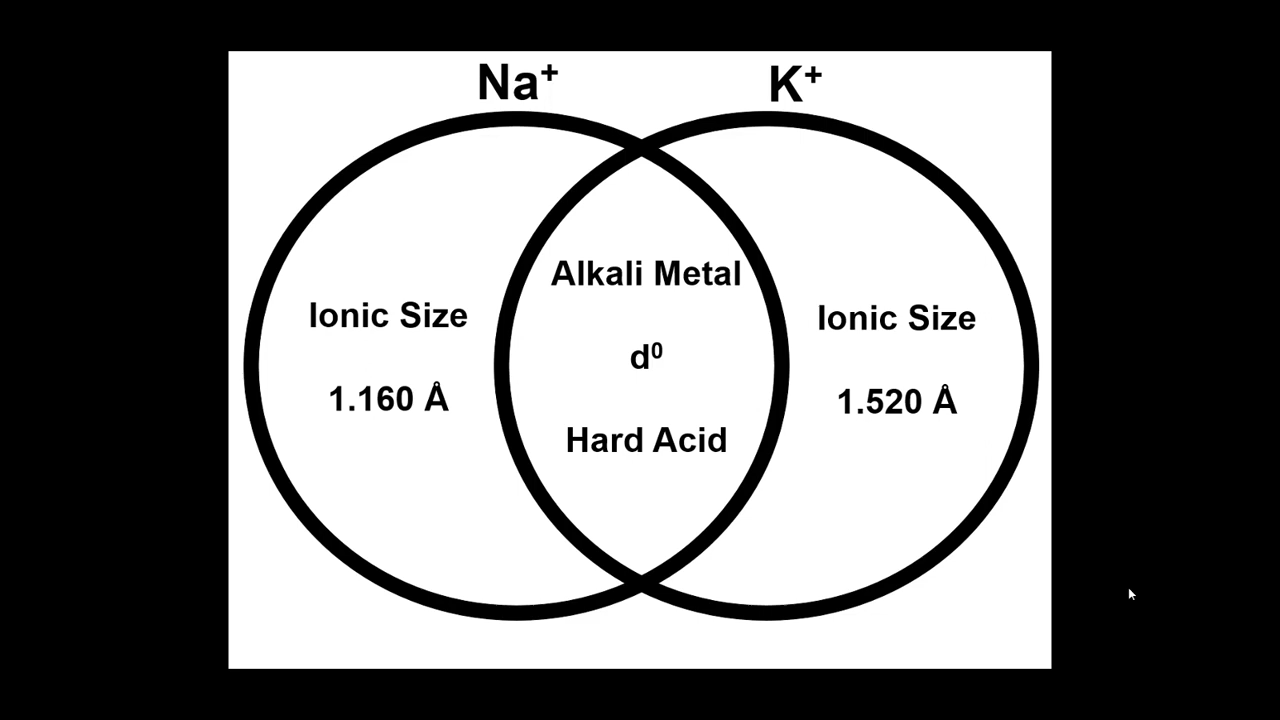 Na⁺
K⁺
Ionic Size
1.160 Å
Alkali Metal
d⁰
Hard Acid
Ionic Size
1.520 Å